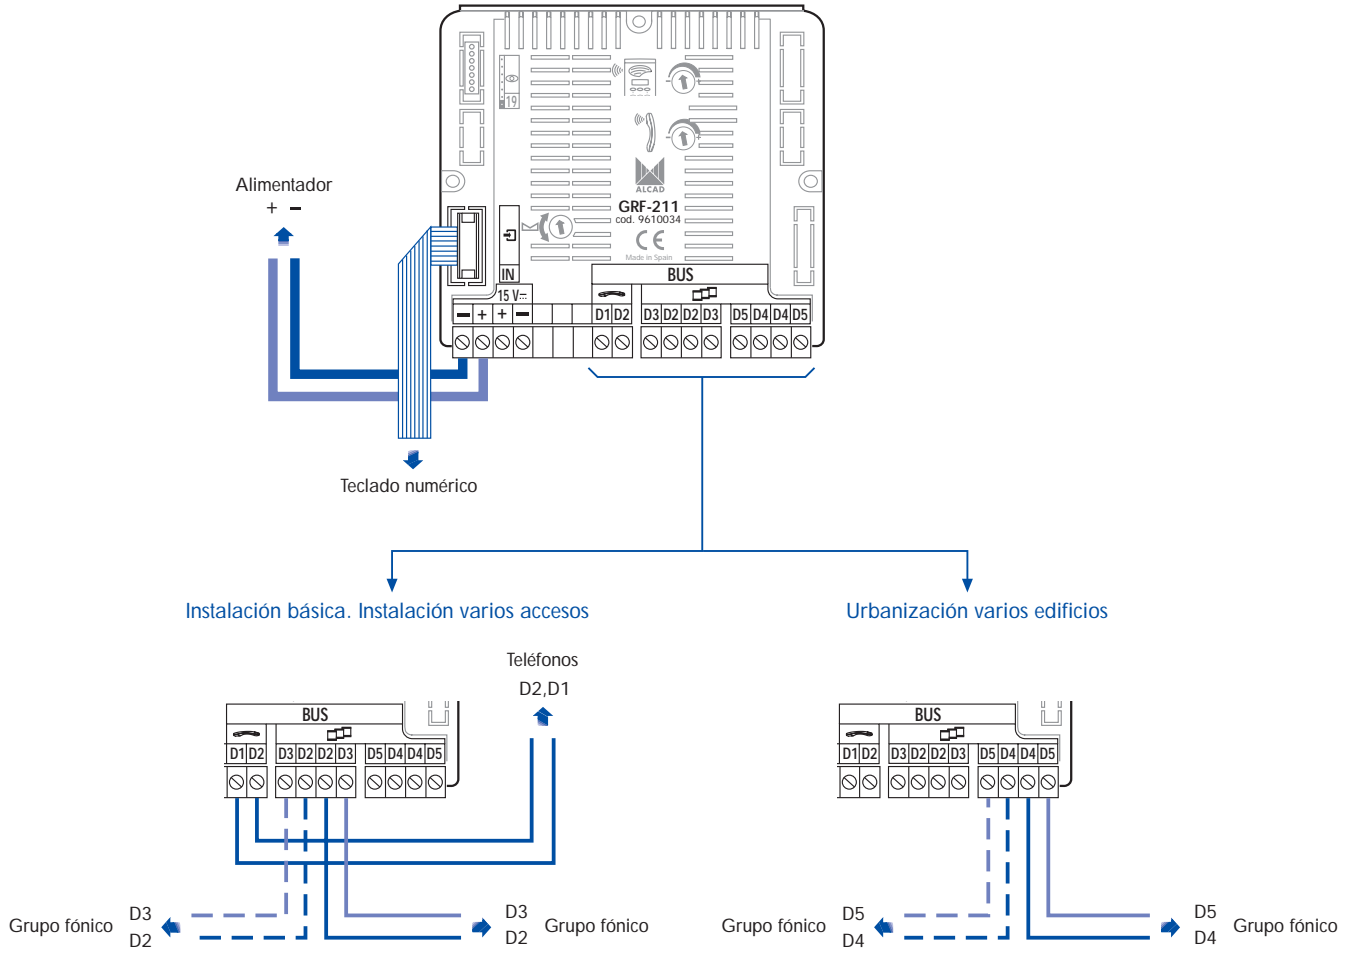 19
ALCAD
GRF-211
cod. 9610034
CE
Made in Spain
Alimentador
+ −
IN
BUS
15 V
− + + −
D1 D2 D3 D2 D2 D3 D5 D4 D4 D5
- +
- +
Teclado numérico
Instalación básica. Instalación varios accesos
Urbanización varios edificios
Teléfonos
D2,D1
BUS
D1 D2 D3 D2 D2 D3 D5 D4 D4 D5
Grupo fónico
D3
D2
D3
D2
Grupo fónico
BUS
D1 D2 D3 D2 D2 D3 D5 D4 D4 D5
Grupo fónico
D5
D4
D5
D4
Grupo fónico